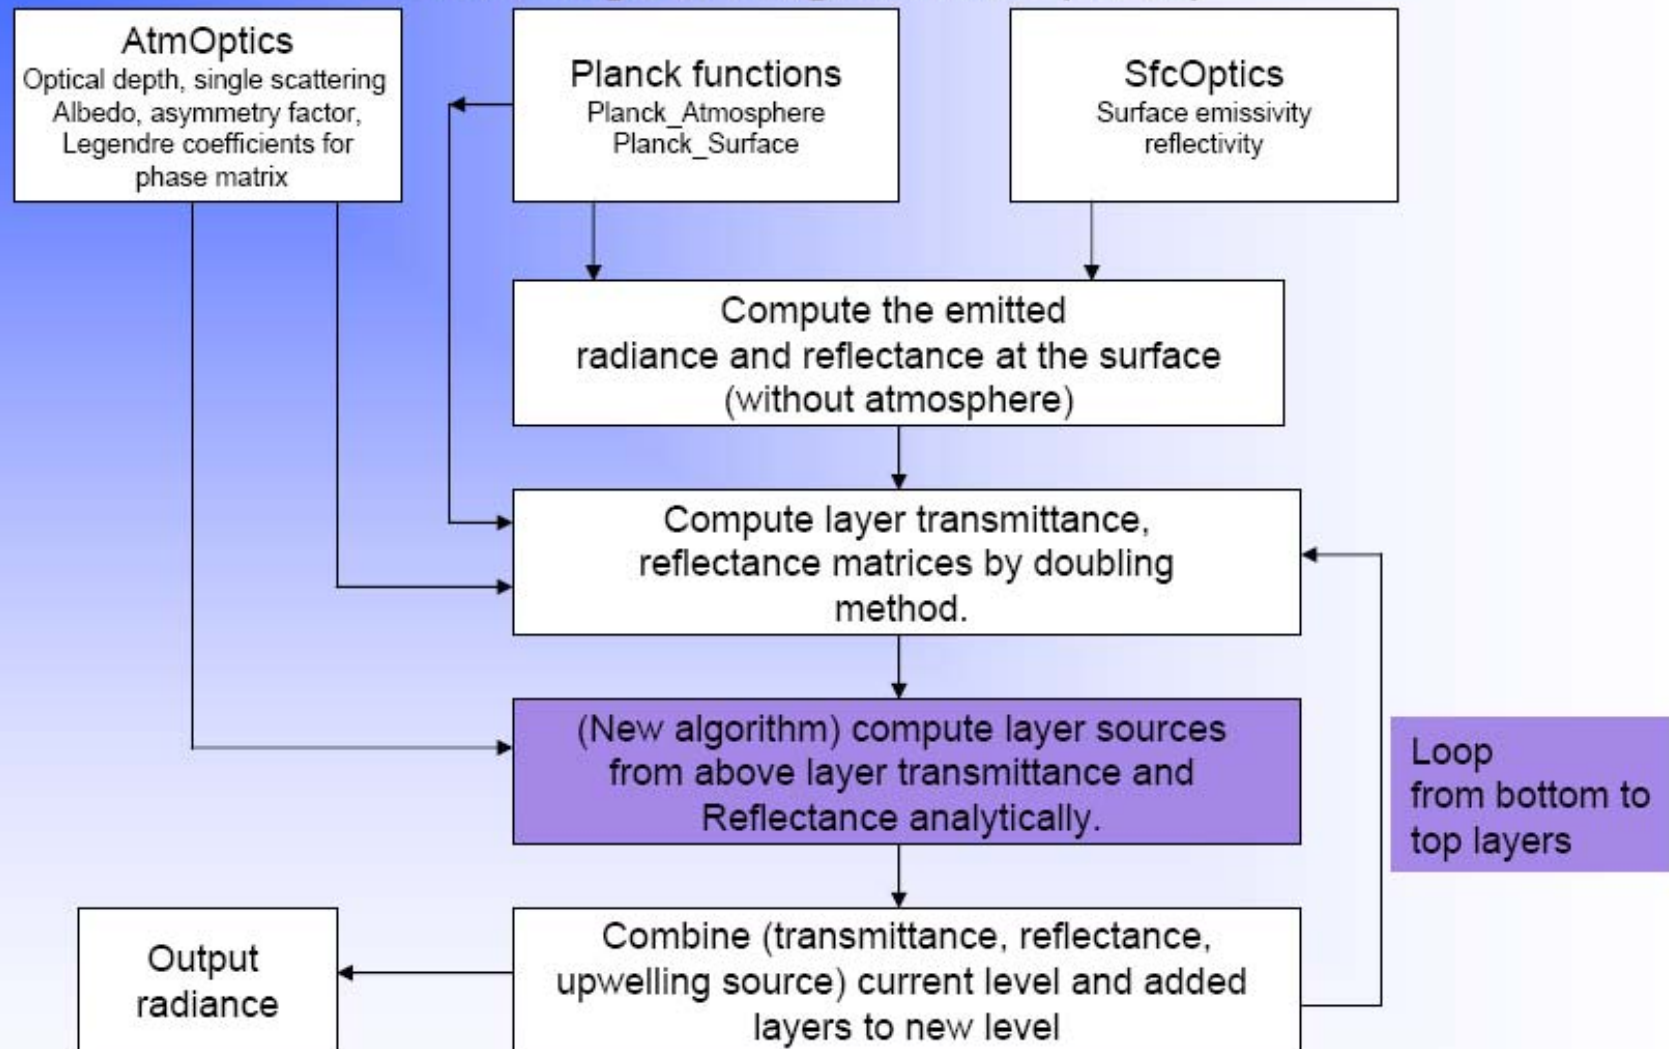 AtmOptics
Optical depth, single scattering
Albedo, asymmetry factor,
Legendre coefficients for
phase matrix
Planck functions
Planck_Atmosphere
Planck_Surface
SfcOptics
Surface emissivity
reflectivity
Compute the emitted
radiance and reflectance at the surface
(without atmosphere)
Compute layer transmittance,
reflectance matrices by doubling
method.
(New algorithm) compute layer sources
from above layer transmittance and
Reflectance analytically.
Loop
from bottom to
top layers
Output
radiance
Combine (transmittance, reflectance,
upwelling source) current level and added
layers to new level